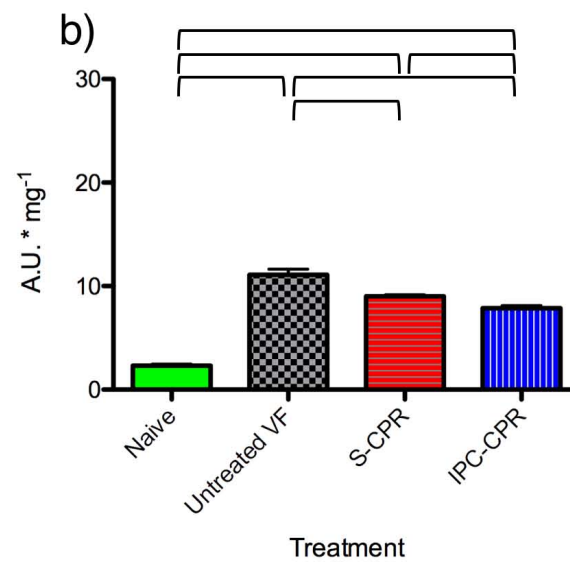 b)
30
20
10
0
A.U. * mg⁻¹
Naive
Untreated VF
S-CPR
IPC-CPR
Treatment